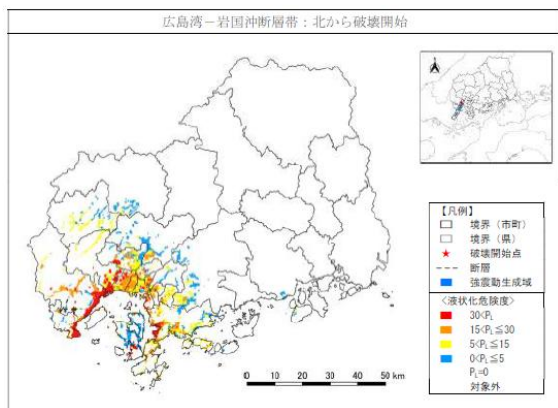 広島湾－岩国沖断層帯：北から破壊開始
【凡例】
境界（市町）
境界（県）
破壊開始点
断層
強震動生成域
<液状化危険度>
30<PL
15<PL≦30
5<PL≦15
0<PL≦5
PL=0
対象外
0 10 20 30 40 50 km